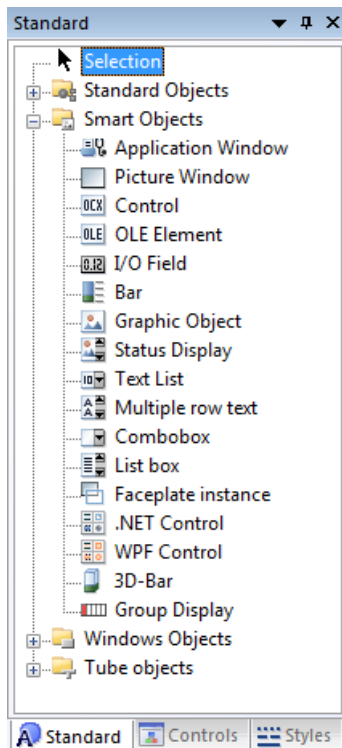 Standard
Selection
Standard Objects
Smart Objects
Application Window
Picture Window
OCX Control
OLE OLE Element
0.12 I/O Field
Bar
Graphic Object
Status Display
10 Text List
A A Multiple row text
Combobox
List box
Faceplate instance
.NET Control
WPF Control
3D-Bar
Group Display
Windows Objects
Tube objects
A Standard Controls Styles